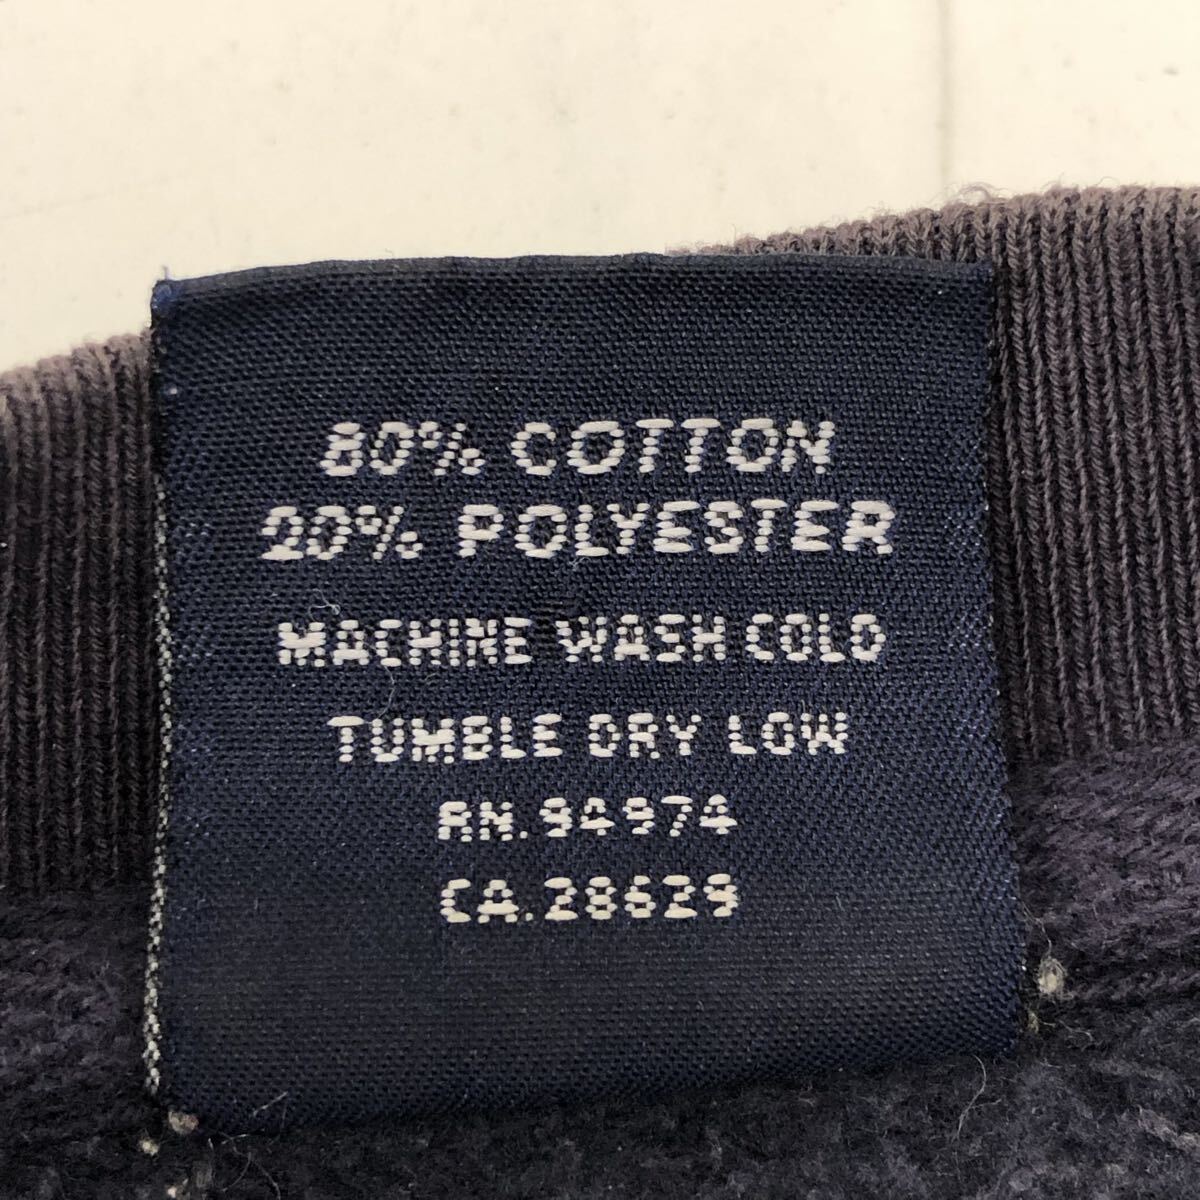 80% COTTON
20% POLYESTER
MACHINE WASH COLD
TUMBLE DRY LOW
RN.94974
CA.28629